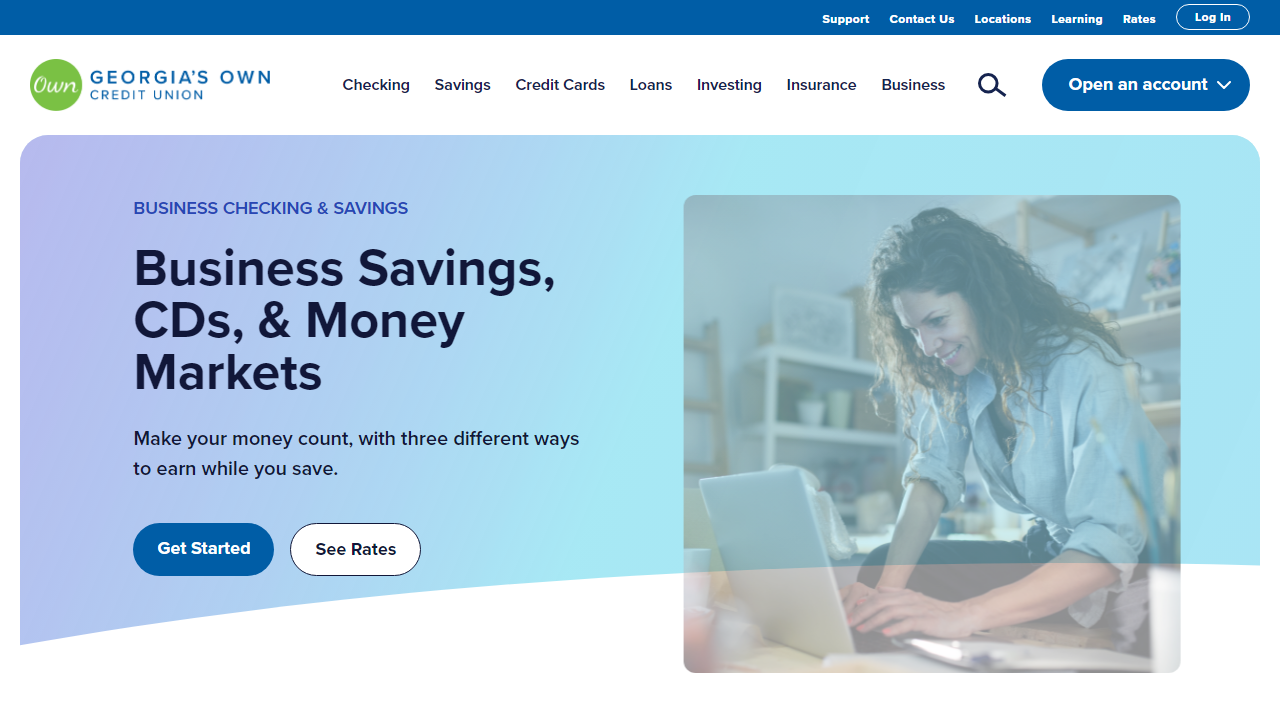 Support Contact Us Locations Learning Rates Log In
Own GEORGIA'S OWN
CREDIT UNION
Checking Savings Credit Cards Loans Investing Insurance Business Open an account
BUSINESS CHECKING & SAVINGS
Business Savings,
CDs, & Money
Markets
Make your money count, with three different ways
to earn while you save.
Get Started See Rates